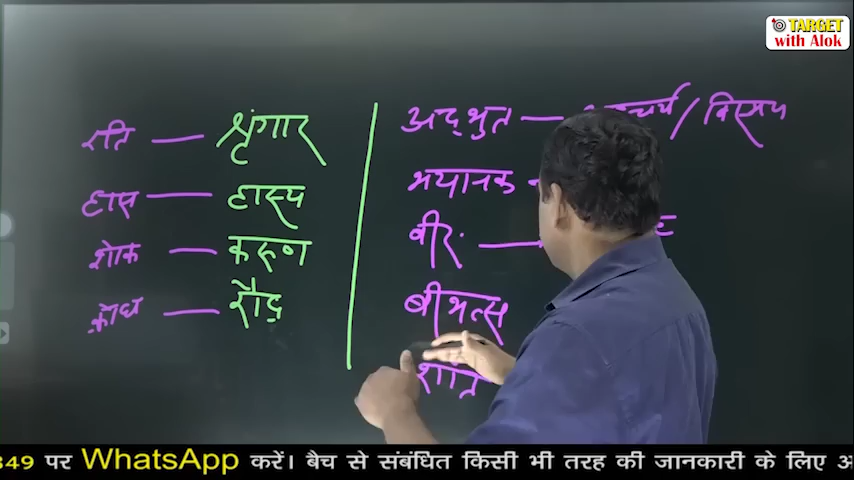 TARGET
with Alok
रति — श्रृंगार
हास — हास्य
शोक — करुण
क्रोध — रौद्र
अद्भुत — / विस्मय
भयानक -
वीर —
बीभत्स
शांत
349 पर WhatsApp करें। बैच से संबंधित किसी भी तरह की जानकारी के लिए अ